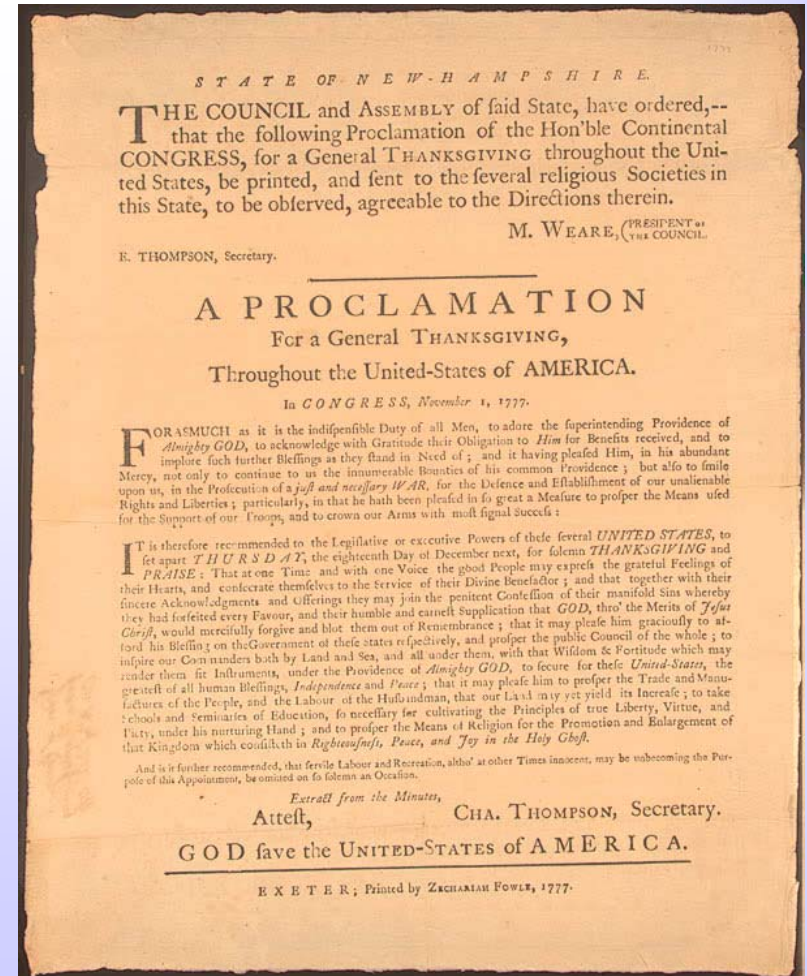 1777
STATE OF NEW-HAMPSHIRE.
THE COUNCIL and ASSEMBLY of ſaid State, have ordered,--
that the following Proclamation of the Hon'ble Continental
CONGRESS, for a General THANKSGIVING throughout the Uni-
ted States, be printed, and ſent to the ſeveral religious Societies in
this State, to be obſerved, agreeable to the Directions therein.
M. WEARE, (PRESIDENT OF
THE COUNCIL.
E. THOMPSON, Secretary.
A PROCLAMATION
For a General THANKSGIVING,
Throughout the United-States of AMERICA.
In CONGRESS, November 1, 1777.
FORASMUCH as it is the indiſpenſible Duty of all Men, to adore the ſuperintending Providence of
Almighty GOD, to acknowledge with Gratitude their Obligation to Him for Benefits received, and to
implore ſuch further Bleſſings as they ſtand in Need of ; and it having pleaſed Him, in his abundant
Mercy, not only to continue to us the innumerable Bounties of his common Providence ; but alſo to ſmile
upon us, in the Proſecution of a juſt and neceſſary WAR, for the Defence and Eſtabliſhment of our unalienable
Rights and Liberties ; particularly, in that he hath been pleaſed in ſo great a Meaſure to proſper the Means uſed
for the Support of our Troops, and to crown our Arms with moſt ſignal Succeſs :
IT is therefore recommended to the Legiſlative or executive Powers of theſe ſeveral UNITED STATES, to
ſet apart THURSDAY, the eighteenth Day of December next, for ſolemn THANKSGIVING and
PRAISE : That at one Time and with one Voice the good People may expreſs the grateful Feelings of
their Hearts, and conſecrate themſelves to the Service of their Divine Benefactor ; and that together with their
ſincere Acknowledgments and Offerings they may join the penitent Confeſſion of their manifold Sins whereby
they had forfeited every Favour, and their humble and earneſt Supplication that GOD, thro' the Merits of Jeſus
Chriſt, would mercifully forgive and blot them out of Remembrance ; that it may pleaſe him graciouſly to af-
ford his Bleſſing on the Government of theſe States reſpectively, and proſper the public Council of the whole ; to
inſpire our Commanders both by Land and Sea, and all under them, with that Wiſdom & Fortitude which may
render them fit Inſtruments, under the Providence of Almighty GOD, to ſecure for theſe United-States, the
greateſt of all human Bleſſings, Independence and Peace ; that it may pleaſe him to proſper the Trade and Manu-
factures of the People, and the Labour of the Huſbandman, that our Land may yet yield its Increaſe ; to take
Schools and Seminaries of Education, ſo neceſſary for cultivating the Principles of true Liberty, Virtue, and
Piety, under his nurturing Hand ; and to proſper the Means of Religion for the Promotion and Enlargement of
that Kingdom which conſiſteth in Righteouſneſs, Peace, and Joy in the Holy Ghoſt.
And is it further recommended, that ſervile Labour and Recreation, altho' at other Times innocent, may be unbecoming the Pur-
poſe of this Appointment, be omitted on ſo ſolemn an Occaſion.
Extract from the Minutes,
Atteſt, CHA. THOMPSON, Secretary.
GOD ſave the UNITED-STATES of AMERICA.
EXETER; Printed by ZECHARIAH FOWLE, 1777.